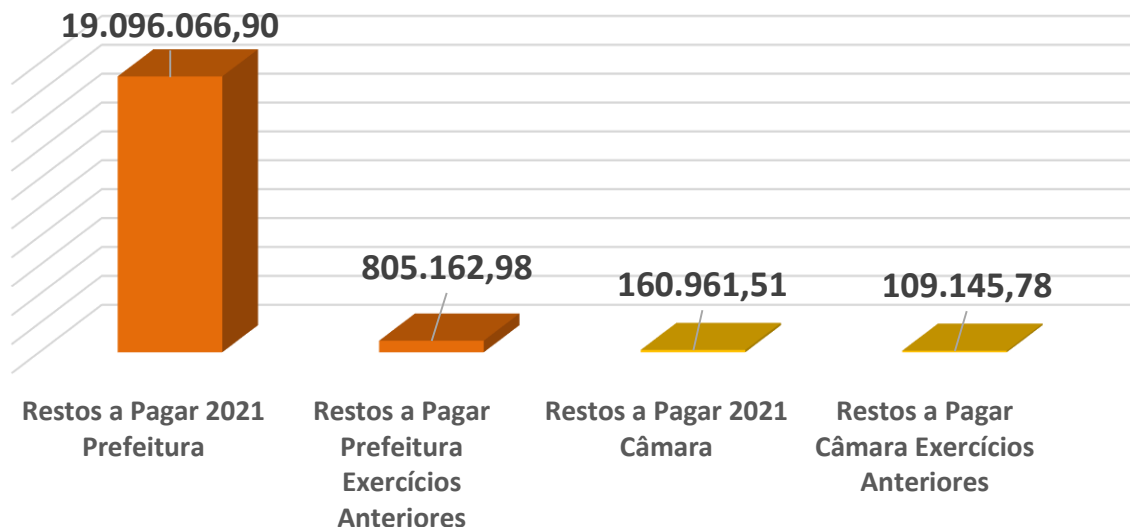 19.096.066,90
805.162,98
160.961,51
109.145,78
Restos a Pagar 2021
Prefeitura
Restos a Pagar
Prefeitura
Exercícios
Anteriores
Restos a Pagar 2021
Câmara
Restos a Pagar
Câmara Exercícios
Anteriores